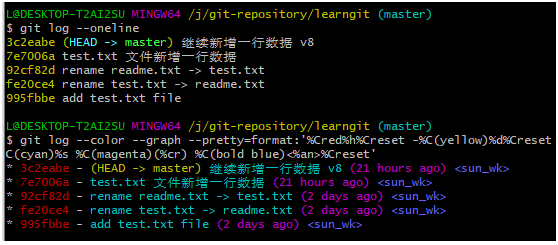 L@DESKTOP-T2AI2SU MINGW64 /j/git-repository/learngit (master)
$ git log --oneline
3c2eabe (HEAD -> master) 继续新增一行数据 v8
7e7006a test.txt 文件新增一行数据
92cf82d rename readme.txt -> test.txt
fe20ce4 rename test.txt -> readme.txt
995fbbe add test.txt file
L@DESKTOP-T2AI2SU MINGW64 /j/git-repository/learngit (master)
$ git log --color --graph --pretty=format:'%Cred%h%Creset -%C(yellow)%d%Creset
C(cyan)%s %C(magenta)(%cr) %C(bold blue)<%an>%Creset'
* 3c2eabe - (HEAD -> master) 继续新增一行数据 v8 (21 hours ago) <sun_wk>
* 7e7006a - test.txt 文件新增一行数据 (21 hours ago) <sun_wk>
* 92cf82d - rename readme.txt -> test.txt (2 days ago) <sun_wk>
* fe20ce4 - rename test.txt -> readme.txt (2 days ago) <sun_wk>
* 995fbbe - add test.txt file (2 days ago) <sun_wk>